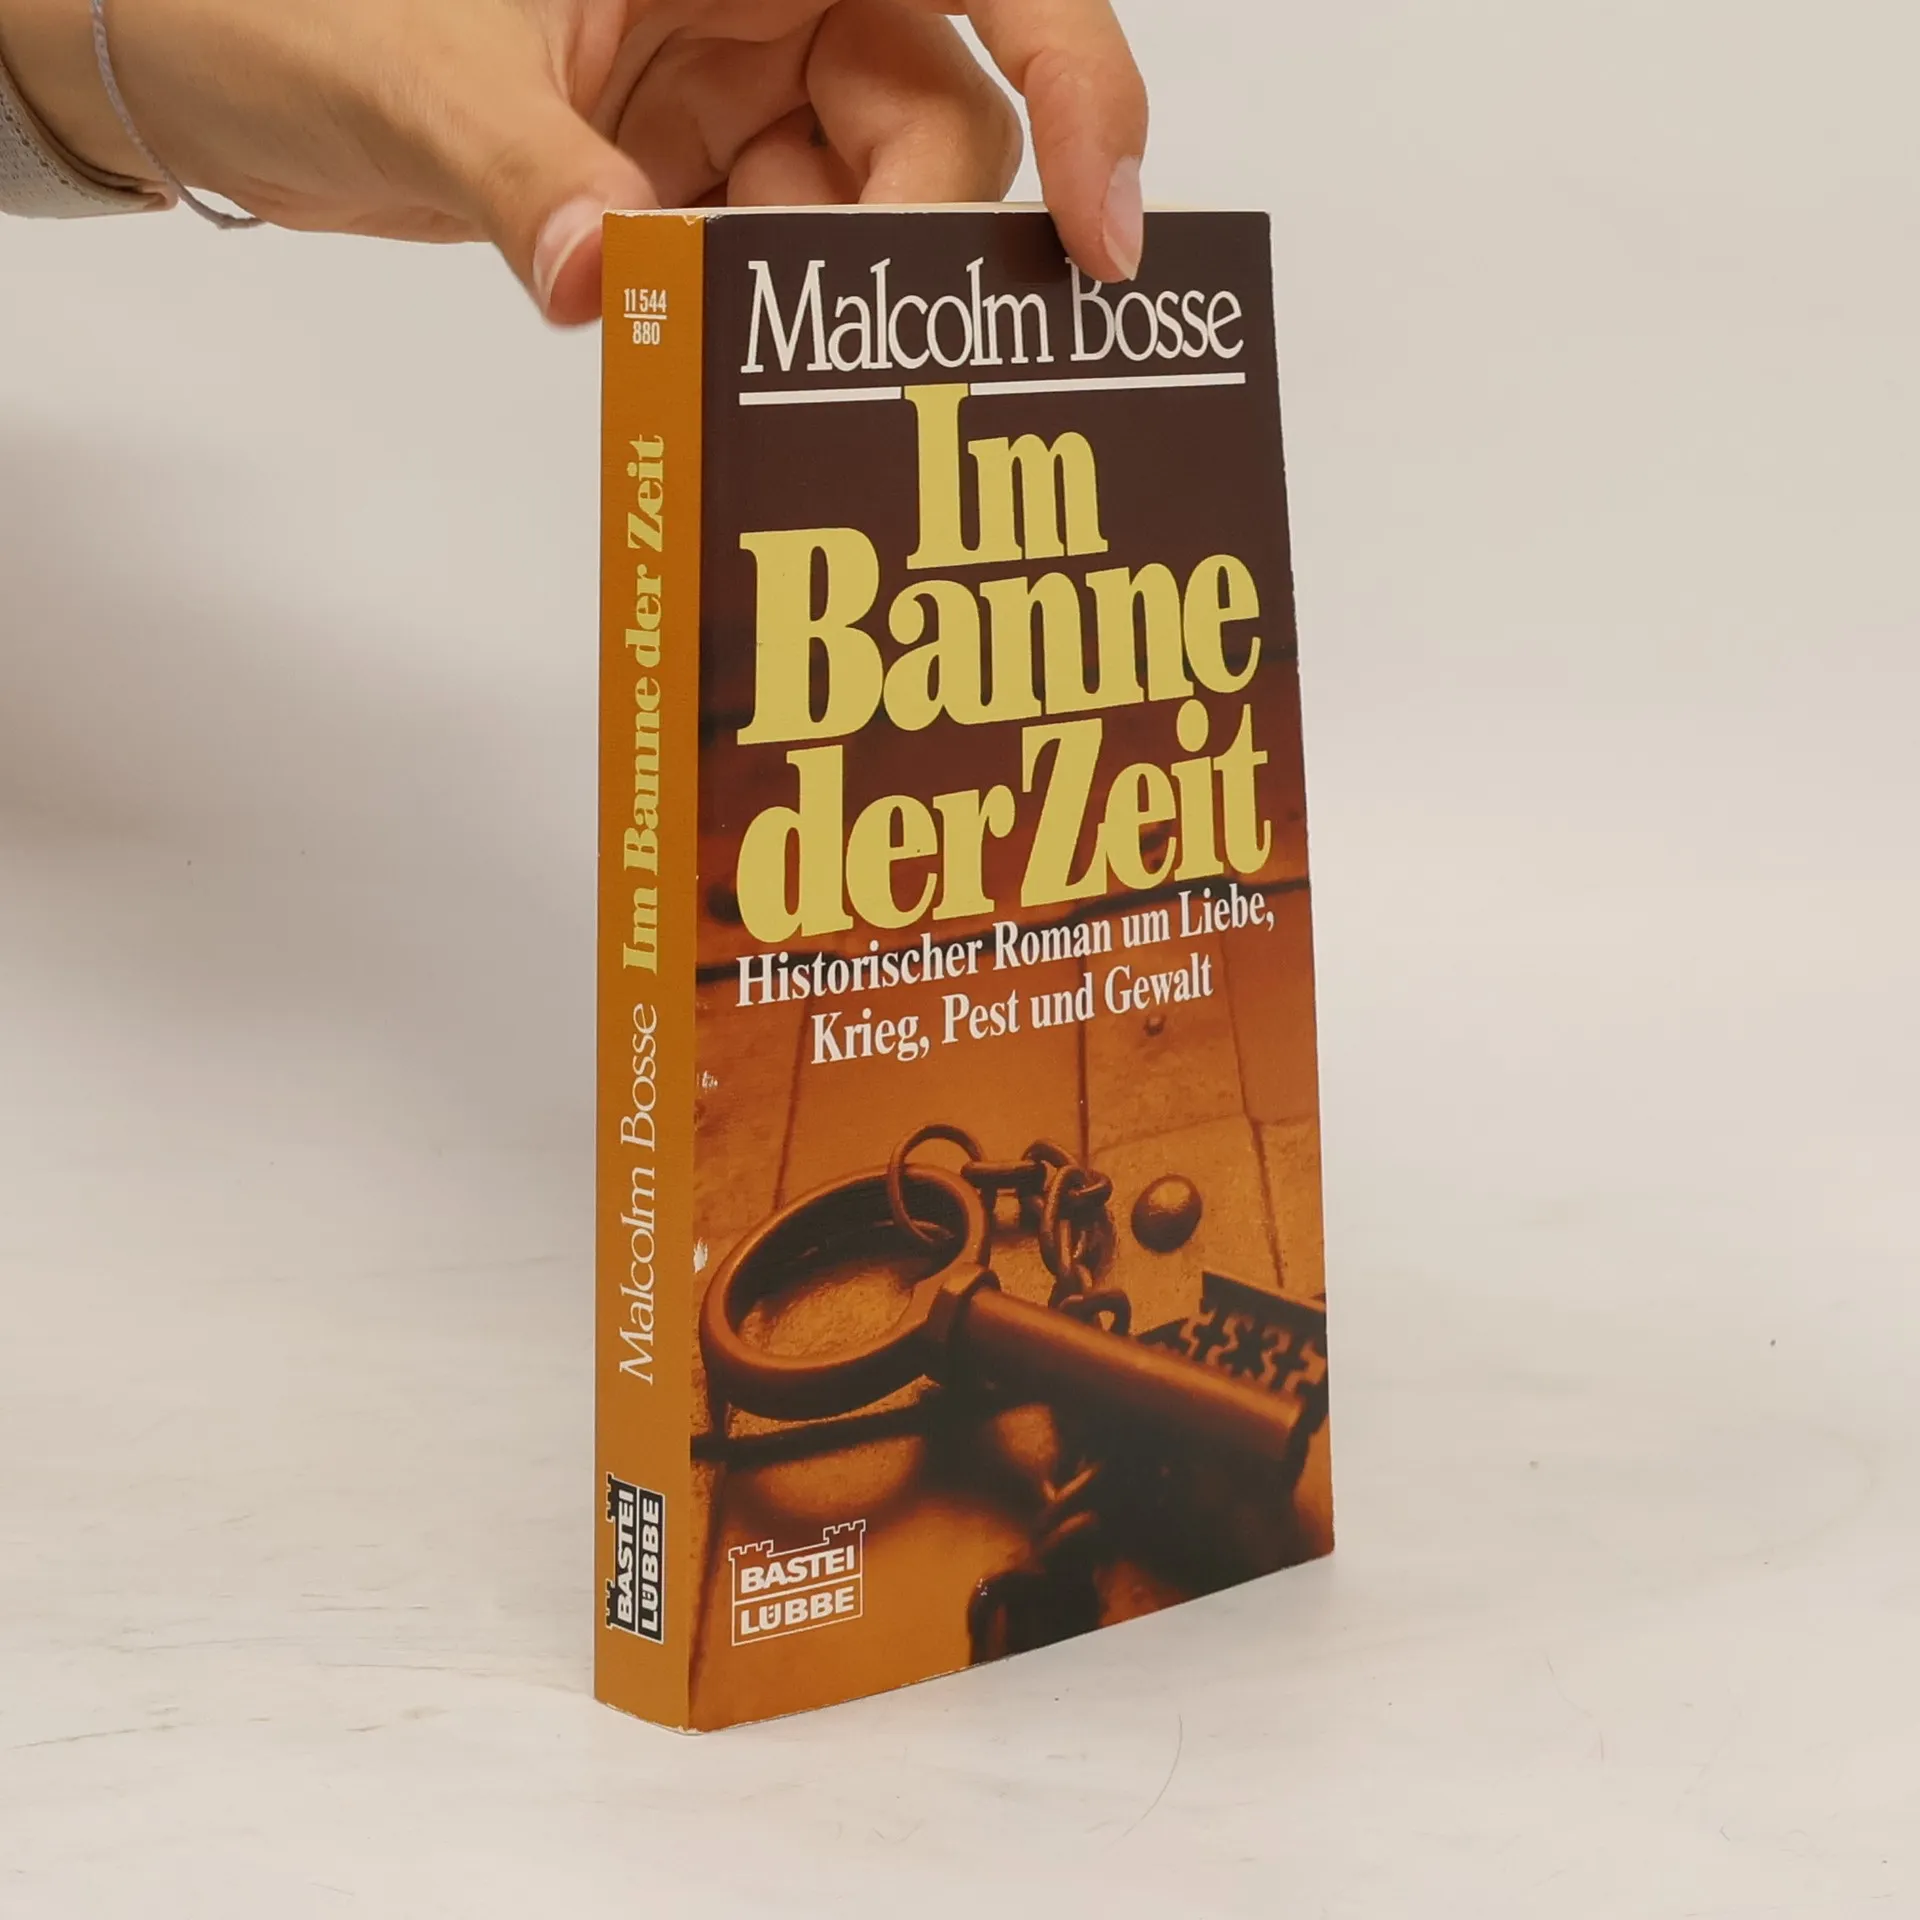 11 544
880
Malcolm Bosse Im Banne der Zeit
BASTEI
LÜBBE
Malcolm Bosse
Im
Banne
der Zeit
Historischer Roman um Liebe,
Krieg, Pest und Gewalt
BASTEI
LÜBBE